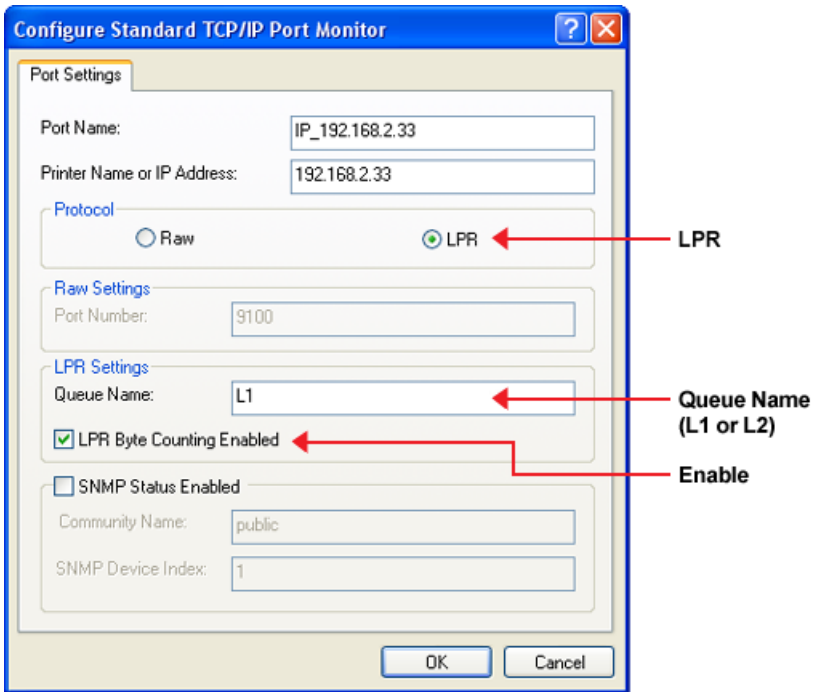 Configure Standard TCP/IP Port Monitor
Port Settings
Port Name: IP_192.168.2.33
Printer Name or IP Address: 192.168.2.33
Protocol
Raw LPR
LPR
Raw Settings
Port Number: 9100
LPR Settings
Queue Name: L1
Queue Name
(L1 or L2)
LPR Byte Counting Enabled
Enable
SNMP Status Enabled
Community Name: public
SNMP Device Index: 1
OK Cancel